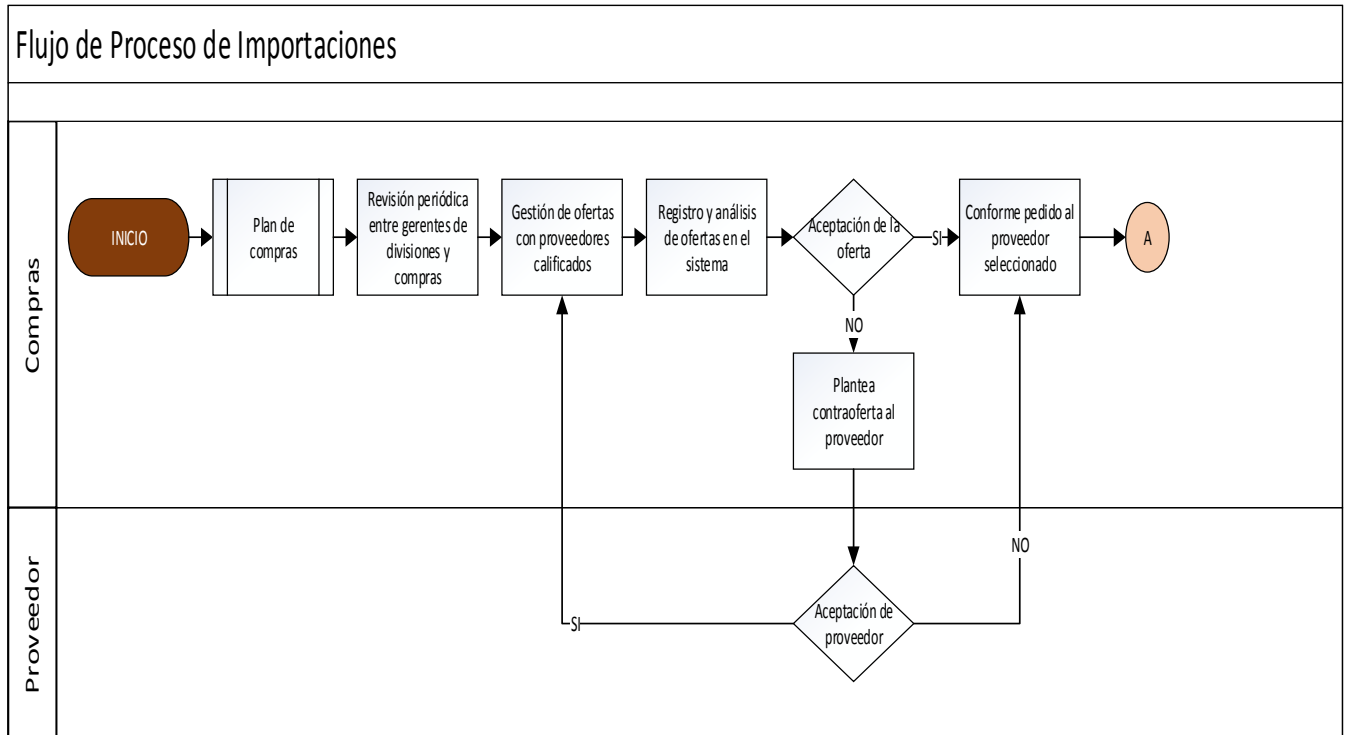 Flujo de Proceso de Importaciones
Compras
INICIO
Plan de
compras
Revisión periódica
entre gerentes de
divisiones y
compras
Gestión de ofertas
con proveedores
calificados
Registro y análisis
de ofertas en el
sistema
Aceptación de la
oferta
SI
Conforme pedido al
proveedor
seleccionado
A
NO
Plantea
contraoferta al
proveedor
Proveedor
SI
Aceptación de
proveedor
NO